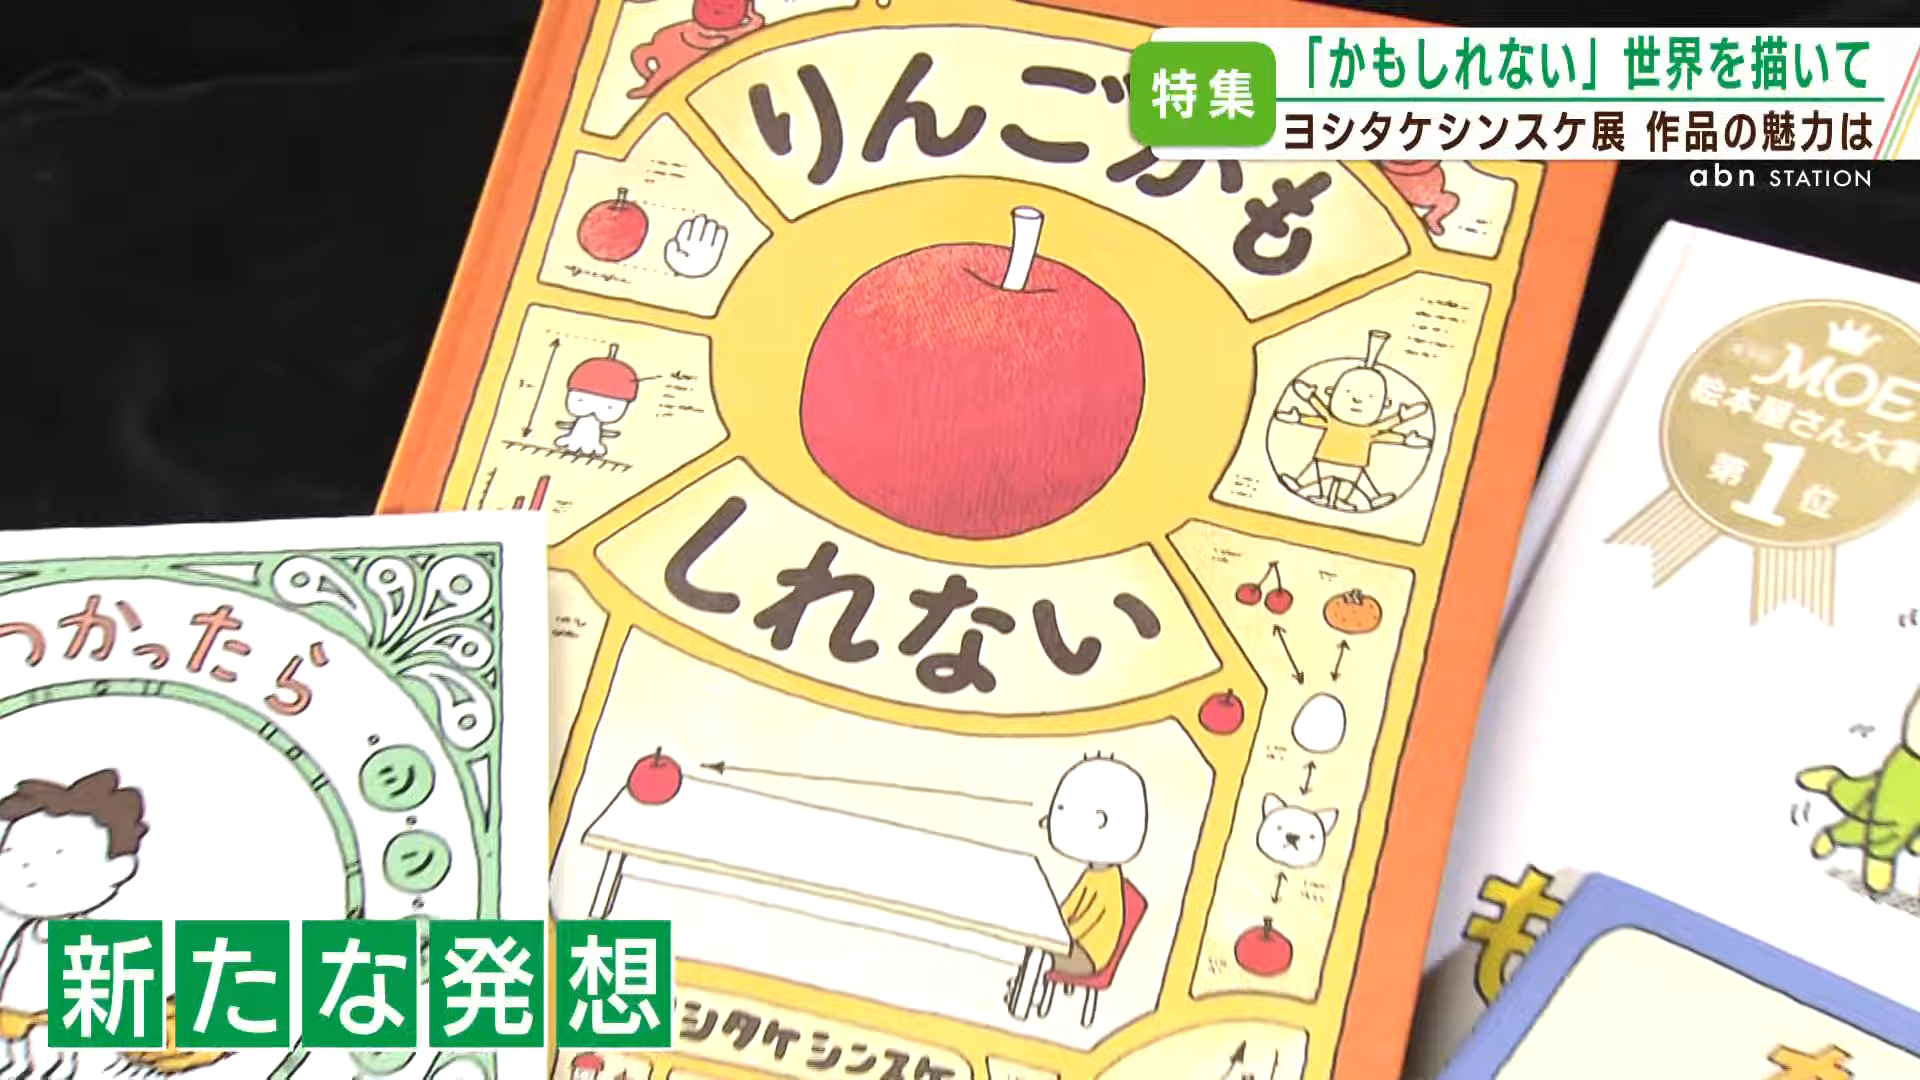 特集
「かもしれない」世界を描いて
ヨシタケシンスケ展 作品の魅力は
abn STATION
りんごかも
しれない
シタケシンスケ
MOE
絵本屋さん大賞
第1位
つかったら
シ
ン
も
新たな発想